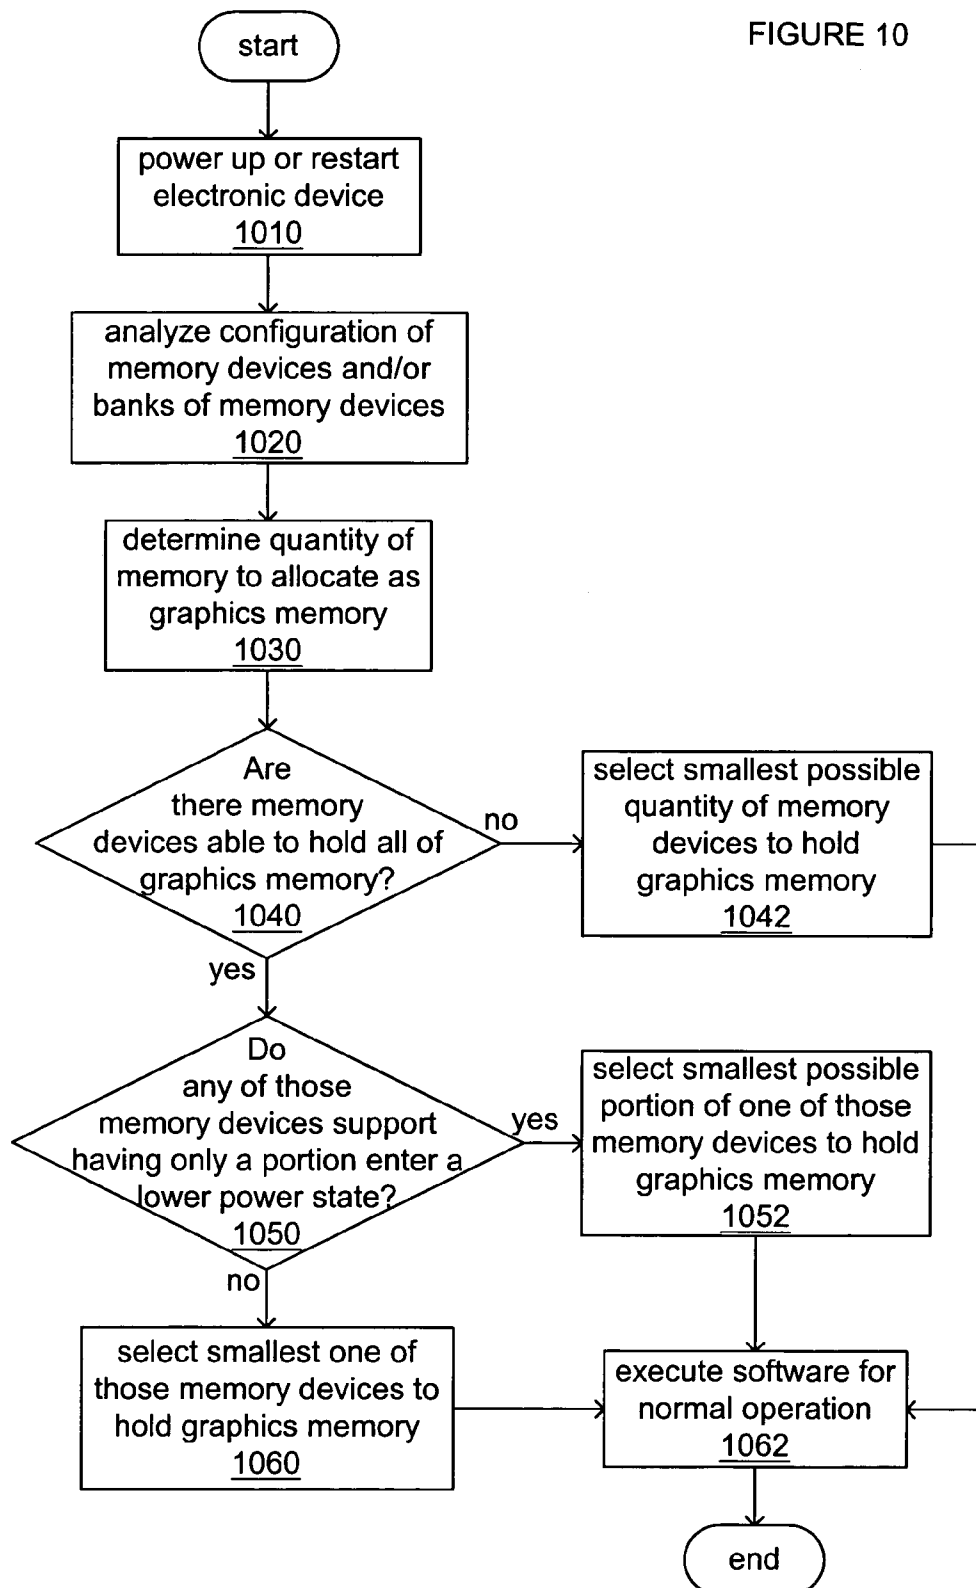 FIGURE 10
start
power up or restart
electronic device
1010
analyze configuration of
memory devices and/or
banks of memory devices
1020
determine quantity of
memory to allocate as
graphics memory
1030
Are
there memory
devices able to hold all of
graphics memory?
1040
no
select smallest possible
quantity of memory
devices to hold
graphics memory
1042
yes
Do
any of those
memory devices support
having only a portion enter a
lower power state?
1050
yes
select smallest possible
portion of one of those
memory devices to hold
graphics memory
1052
no
select smallest one of
those memory devices to
hold graphics memory
1060
execute software for
normal operation
1062
end